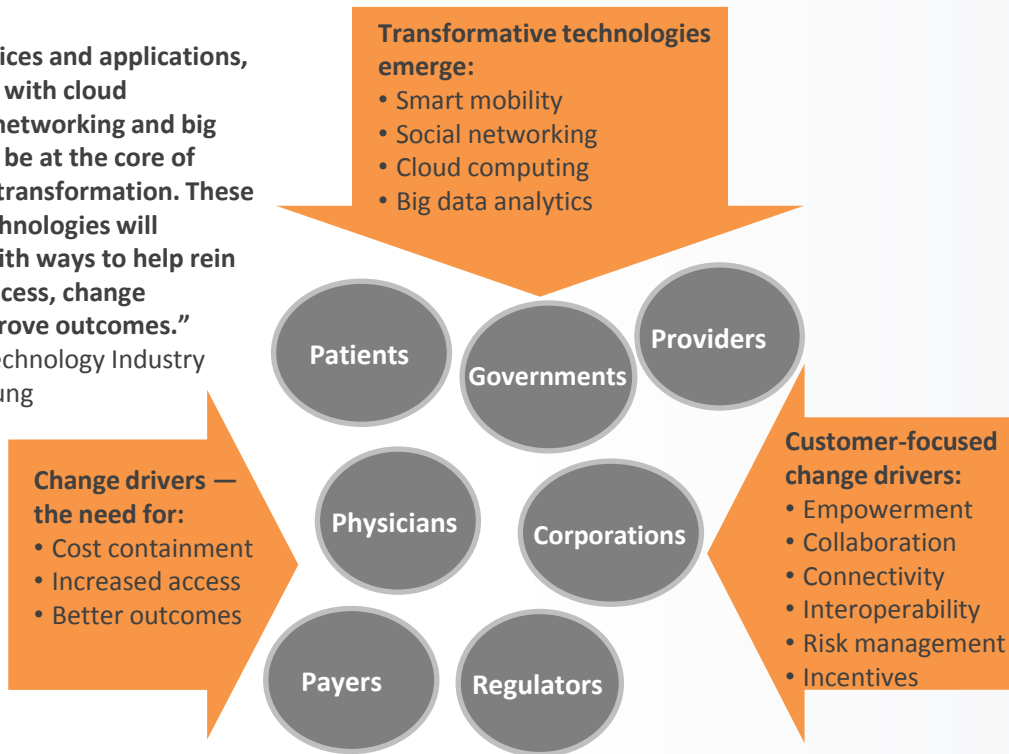 ices and applications,
with cloud
networking and big
be at the core of
transformation. These
chnologies will
ith ways to help rein
cess, change
rove outcomes.”
echnology Industry
ung
Transformative technologies
emerge:
• Smart mobility
• Social networking
• Cloud computing
• Big data analytics
Patients
Governments
Providers
Physicians
Corporations
Payers
Regulators
Change drivers —
the need for:
• Cost containment
• Increased access
• Better outcomes
Customer-focused
change drivers:
• Empowerment
• Collaboration
• Connectivity
• Interoperability
• Risk management
• Incentives